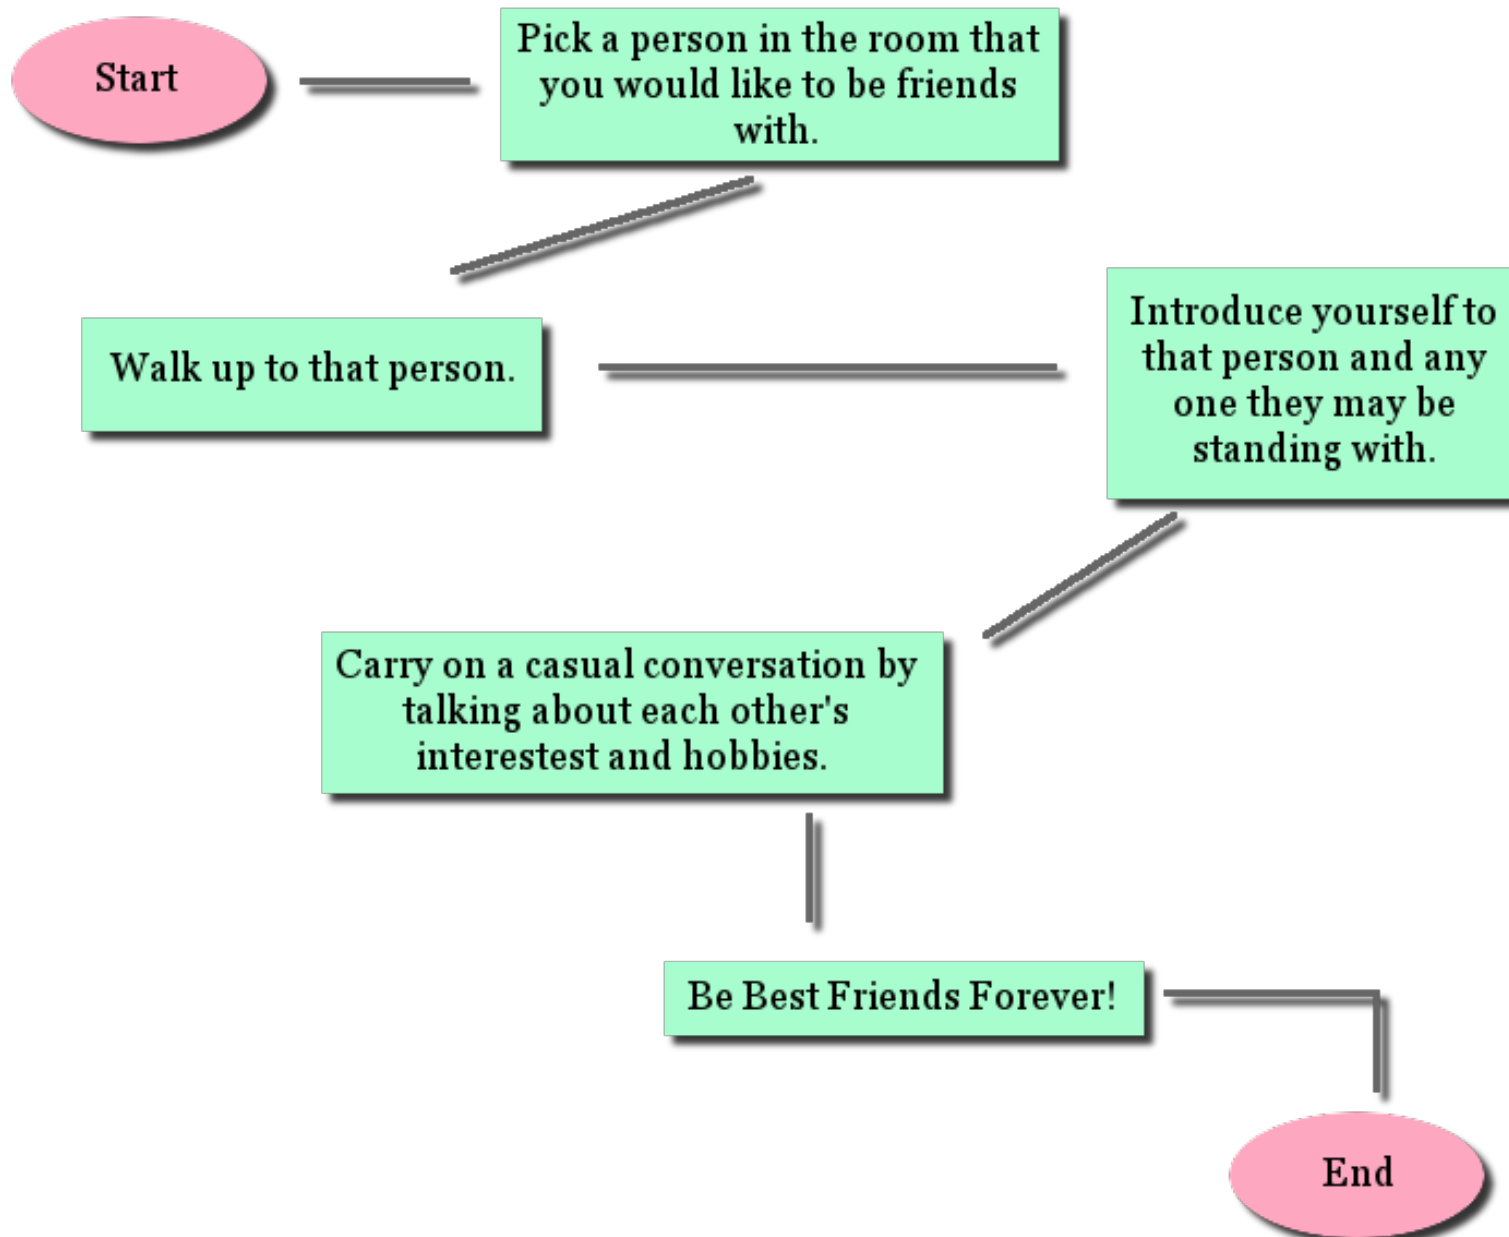 Start
Pick a person in the room that
you would like to be friends
with.
Walk up to that person.
Introduce yourself to
that person and any
one they may be
standing with.
Carry on a casual conversation by
talking about each other's
interestest and hobbies.
Be Best Friends Forever!
End